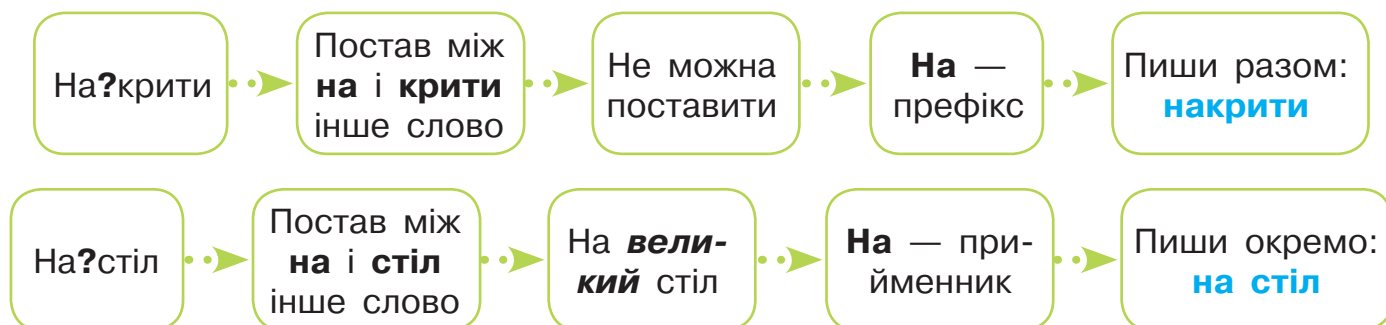 На?крити
Постав між
на і крити
інше слово
Не можна
поставити
На —
префікс
Пиши разом:
накрити
На?стіл
Постав між
на і стіл
інше слово
На вели-
кий стіл
На — при-
йменник
Пиши окремо:
на стіл